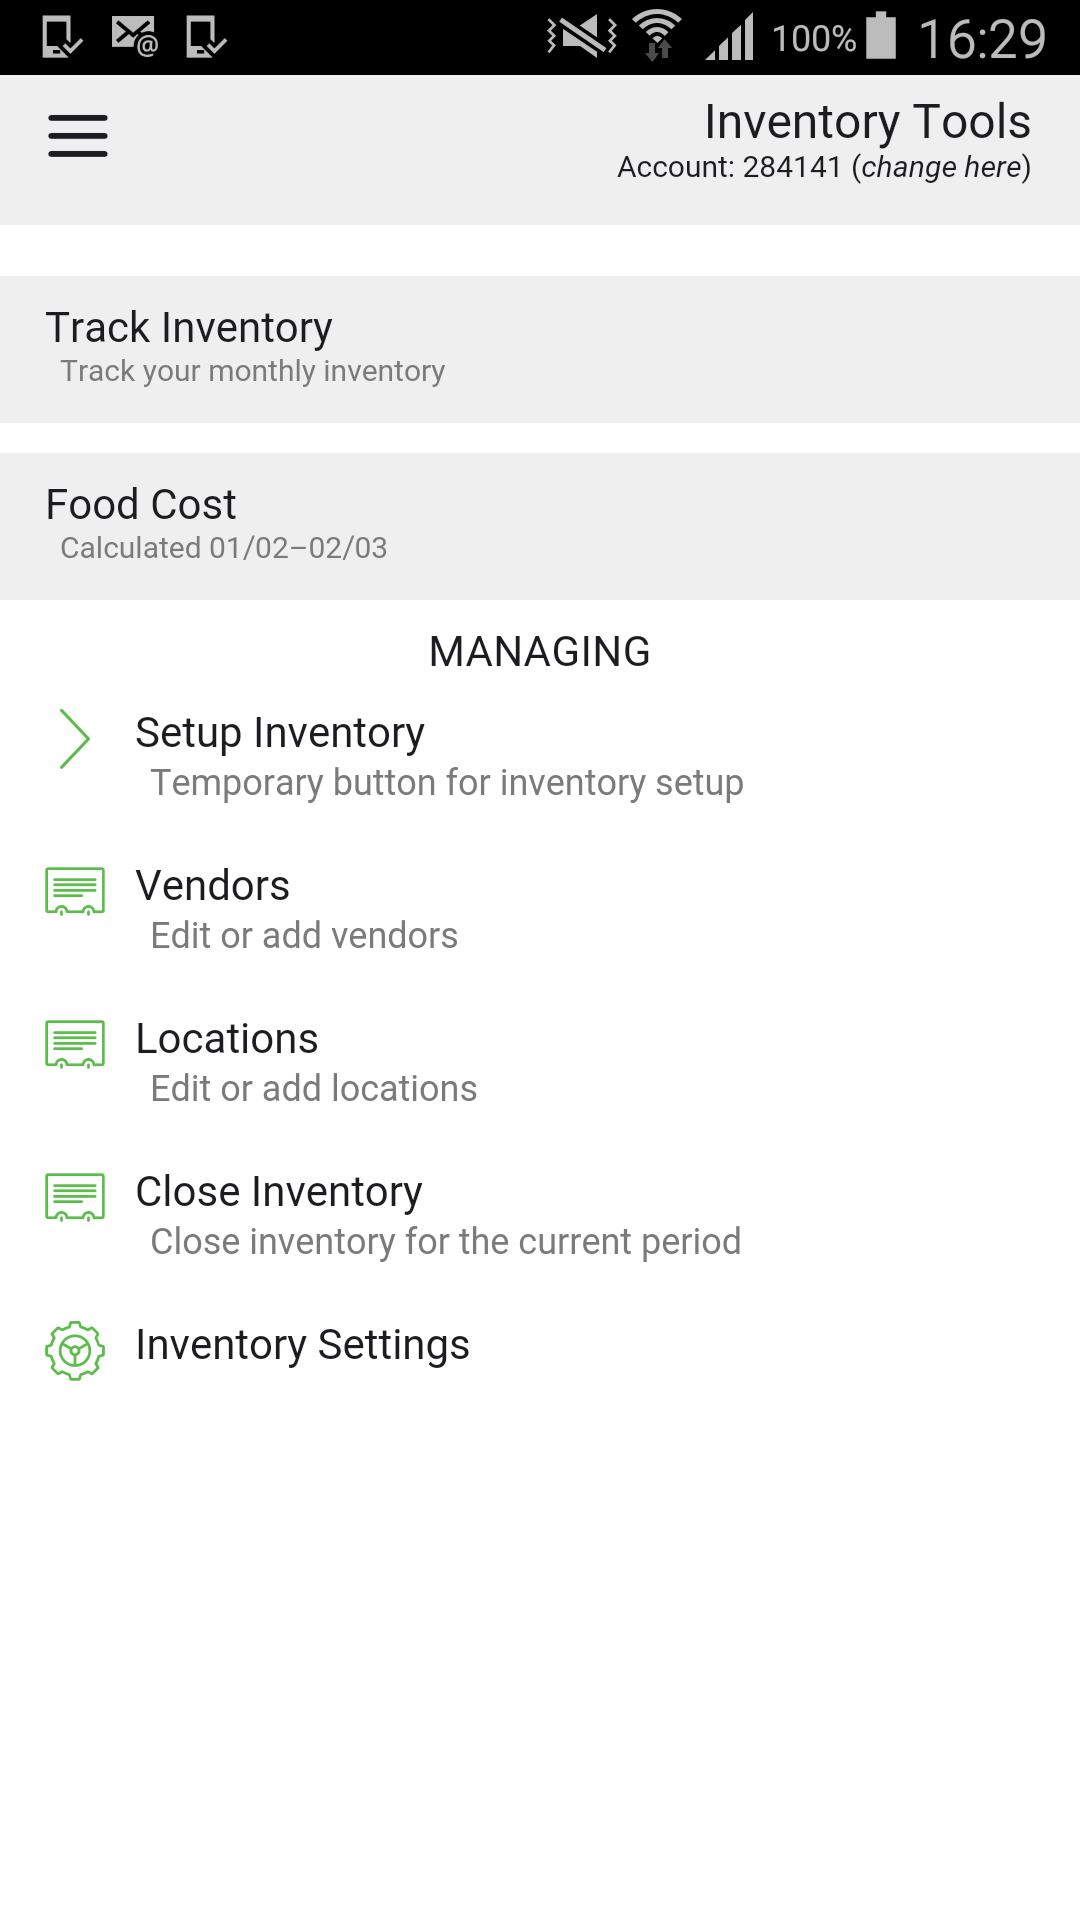 100% 16:29
Inventory Tools
Account: 284141 (change here)
Track Inventory
Track your monthly inventory
Food Cost
Calculated 01/02–02/03
MANAGING
Setup Inventory
Temporary button for inventory setup
Vendors
Edit or add vendors
Locations
Edit or add locations
Close Inventory
Close inventory for the current period
Inventory Settings